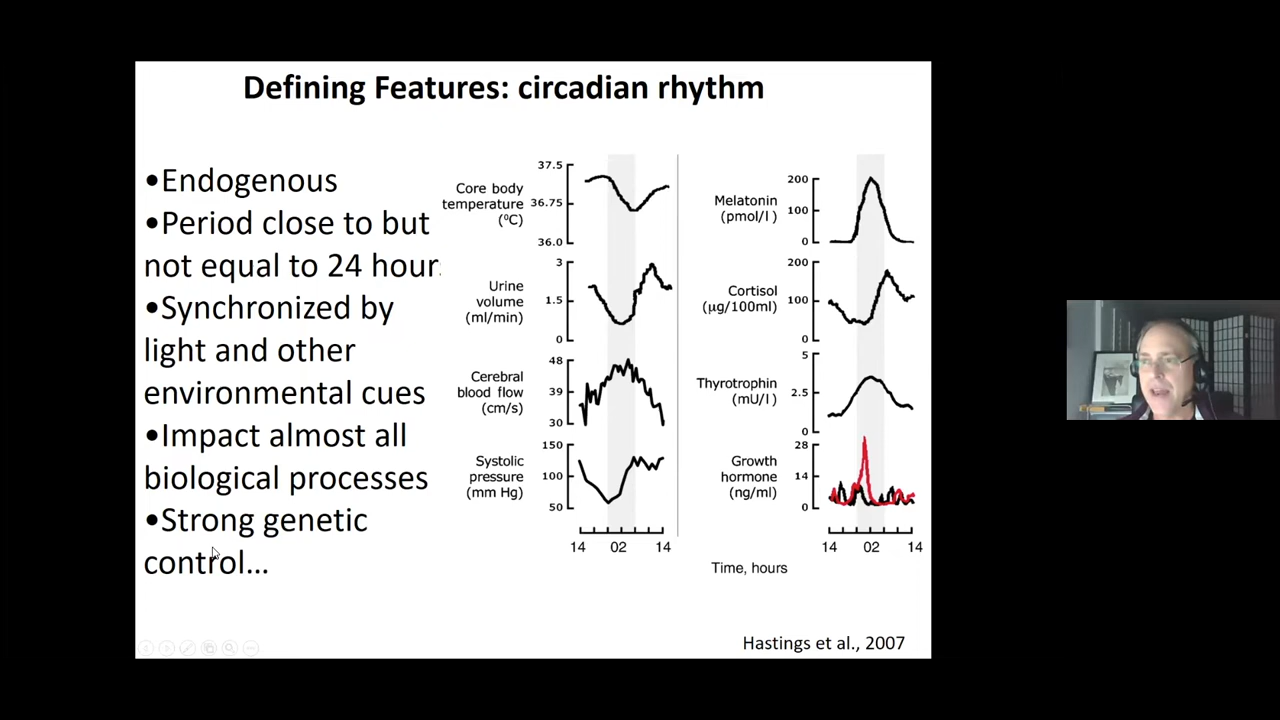 Defining Features: circadian rhythm
•Endogenous
•Period close to but
not equal to 24 hour
•Synchronized by
light and other
environmental cues
•Impact almost all
biological processes
•Strong genetic
control...
Core body
temperature
(⁰C)
37.5
36.75
36.0
Urine
volume
(ml/min)
3
1.5
0
Cerebral
blood flow
(cm/s)
48
39
30
Systolic
pressure
(mm Hg)
150
100
50
14 02 14
Melatonin
(pmol/l )
200
100
0
Cortisol
(µg/100ml)
200
100
0
Thyrotrophin
(mU/l )
5
2.5
0
Growth
hormone
(ng/ml)
28
14
0
14 02 14
Time, hours
Hastings et al., 2007